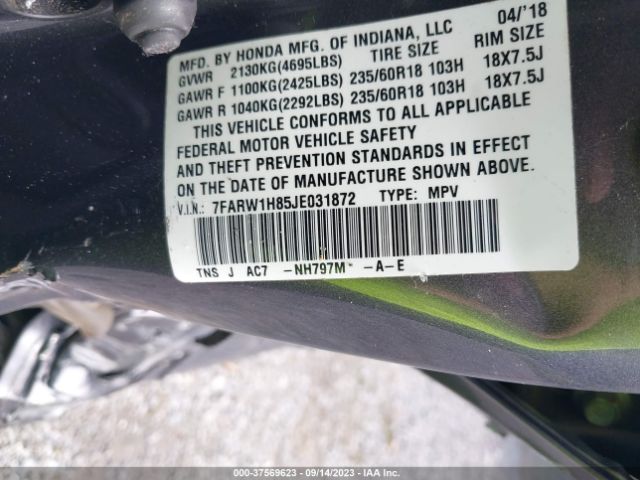 MFD. BY HONDA MFG. OF INDIANA, LLC 04/'18
GVWR 2130KG(4695LBS) TIRE SIZE RIM SIZE
GAWR F 1100KG(2425LBS) 235/60R18 103H 18X7.5J
GAWR R 1040KG(2292LBS) 235/60R18 103H 18X7.5J
THIS VEHICLE CONFORMS TO ALL APPLICABLE
FEDERAL MOTOR VEHICLE SAFETY
AND THEFT PREVENTION STANDARDS IN EFFECT
ON THE DATE OF MANUFACTURE SHOWN ABOVE.
V.I.N.: 7FARW1H85JE031872 TYPE: MPV
TNS J AC7 -NH797M* -A-E
000-37569623 - 09/14/2023 - IAA Inc.